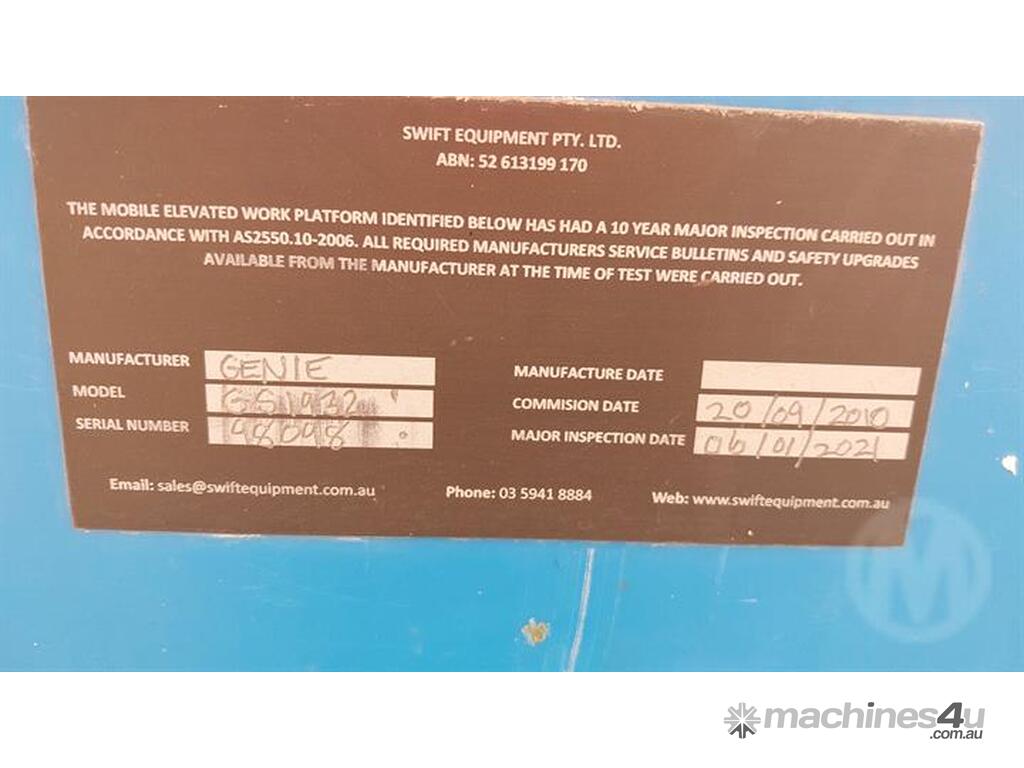 SWIFT EQUIPMENT PTY. LTD.
ABN: 52 613199 170
THE MOBILE ELEVATED WORK PLATFORM IDENTIFIED BELOW HAS HAD A 10 YEAR MAJOR INSPECTION CARRIED OUT IN
ACCORDANCE WITH AS2550.10-2006. ALL REQUIRED MANUFACTURERS SERVICE BULLETINS AND SAFETY UPGRADES
AVAILABLE FROM THE MANUFACTURER AT THE TIME OF TEST WERE CARRIED OUT.
MANUFACTURER GENIE
MODEL GS1932
SERIAL NUMBER 98098
MANUFACTURE DATE
COMMISION DATE 20/09/2010
MAJOR INSPECTION DATE 06/01/2021
Email: sales@swiftequipment.com.au Phone: 03 5941 8884 Web: www.swiftequipment.com.au
M
machines4u
.com.au